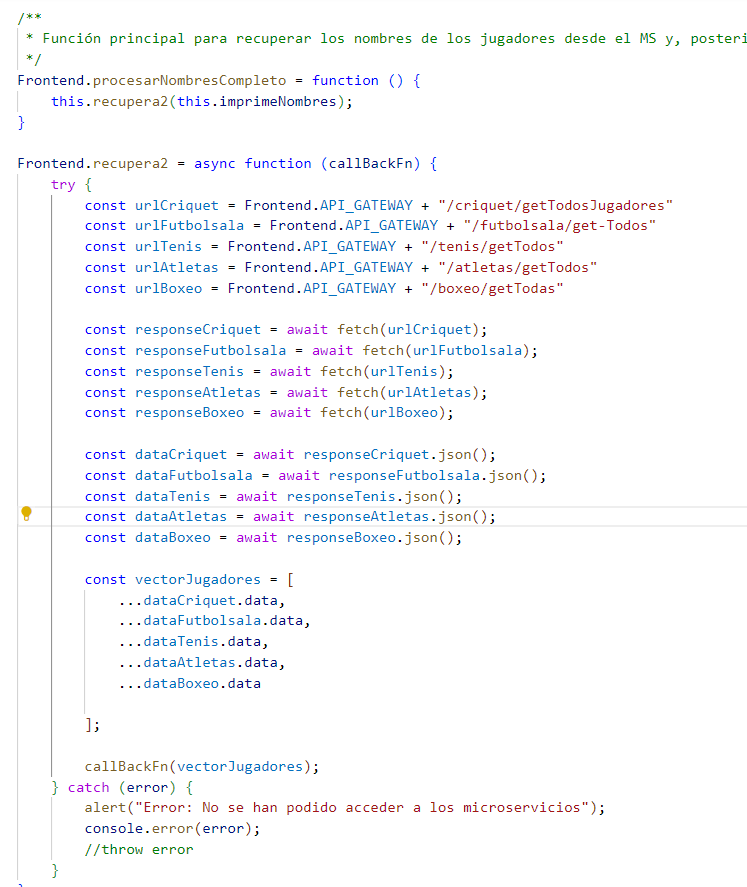 /**
 * Función principal para recuperar los nombres de los jugadores desde el MS y, posteri
 */
Frontend.procesarNombresCompleto = function () {
    this.recupera2(this.imprimeNombres);
}

Frontend.recupera2 = async function (callBackFn) {
    try {
        const urlCriquet = Frontend.API_GATEWAY + "/criquet/getTodosJugadores"
        const urlFutbolsala = Frontend.API_GATEWAY + "/futbolsala/get-Todos"
        const urlTenis = Frontend.API_GATEWAY + "/tenis/getTodos"
        const urlAtletas = Frontend.API_GATEWAY + "/atletas/getTodos"
        const urlBoxeo = Frontend.API_GATEWAY + "/boxeo/getTodas"

        const responseCriquet = await fetch(urlCriquet);
        const responseFutbolsala = await fetch(urlFutbolsala);
        const responseTenis = await fetch(urlTenis);
        const responseAtletas = await fetch(urlAtletas);
        const responseBoxeo = await fetch(urlBoxeo);

        const dataCriquet = await responseCriquet.json();
        const dataFutbolsala = await responseFutbolsala.json();
        const dataTenis = await responseTenis.json();
        const dataAtletas = await responseAtletas.json();
        const dataBoxeo = await responseBoxeo.json();

        const vectorJugadores = [
            ...dataCriquet.data,
            ...dataFutbolsala.data,
            ...dataTenis.data,
            ...dataAtletas.data,
            ...dataBoxeo.data

        ];

        callBackFn(vectorJugadores);
    } catch (error) {
        alert("Error: No se han podido acceder a los microservicios");
        console.error(error);
        //throw error
    }